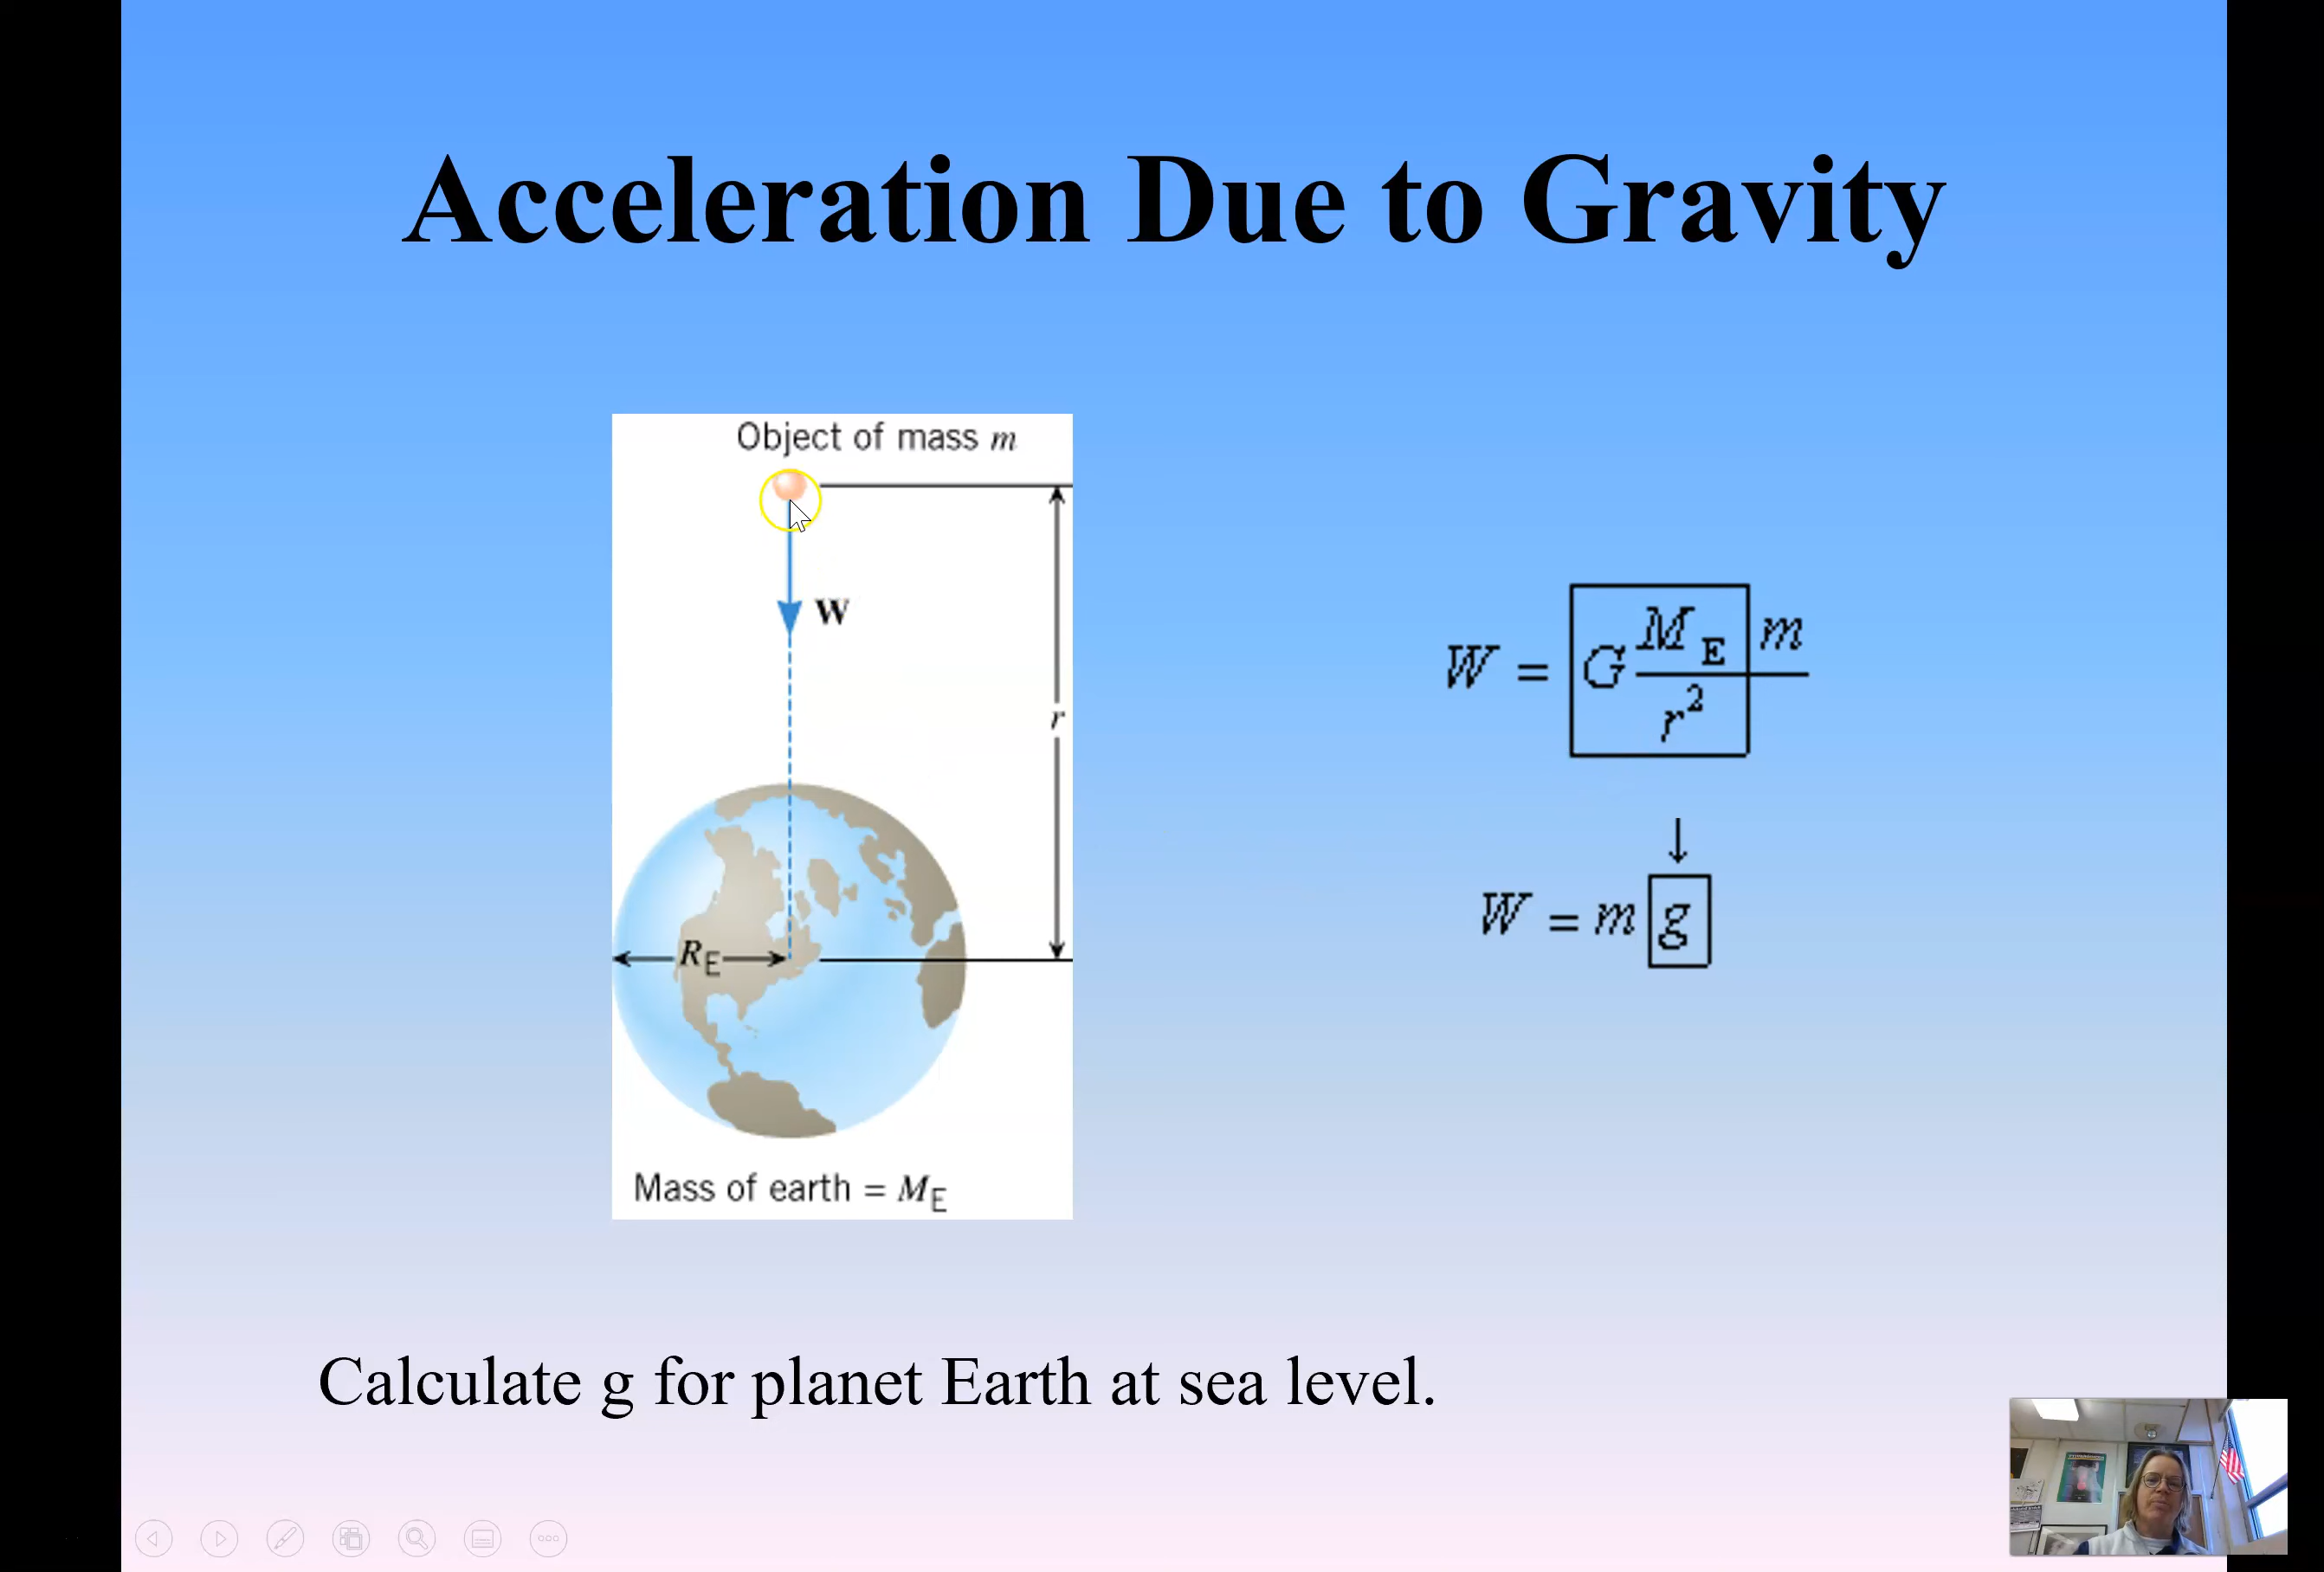 Acceleration Due to Gravity
Object of mass m
W
r
R_E
Mass of earth = M_E
W = G M_E m / r²
↓
W = m g
Calculate g for planet Earth at sea level.